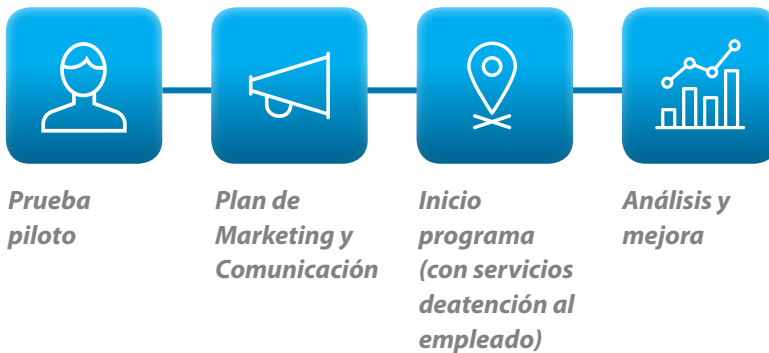 Prueba
piloto
Plan de
Marketing y
Comunicación
Inicio
programa
(con servicios
deatención al
empleado)
Análisis y
mejora